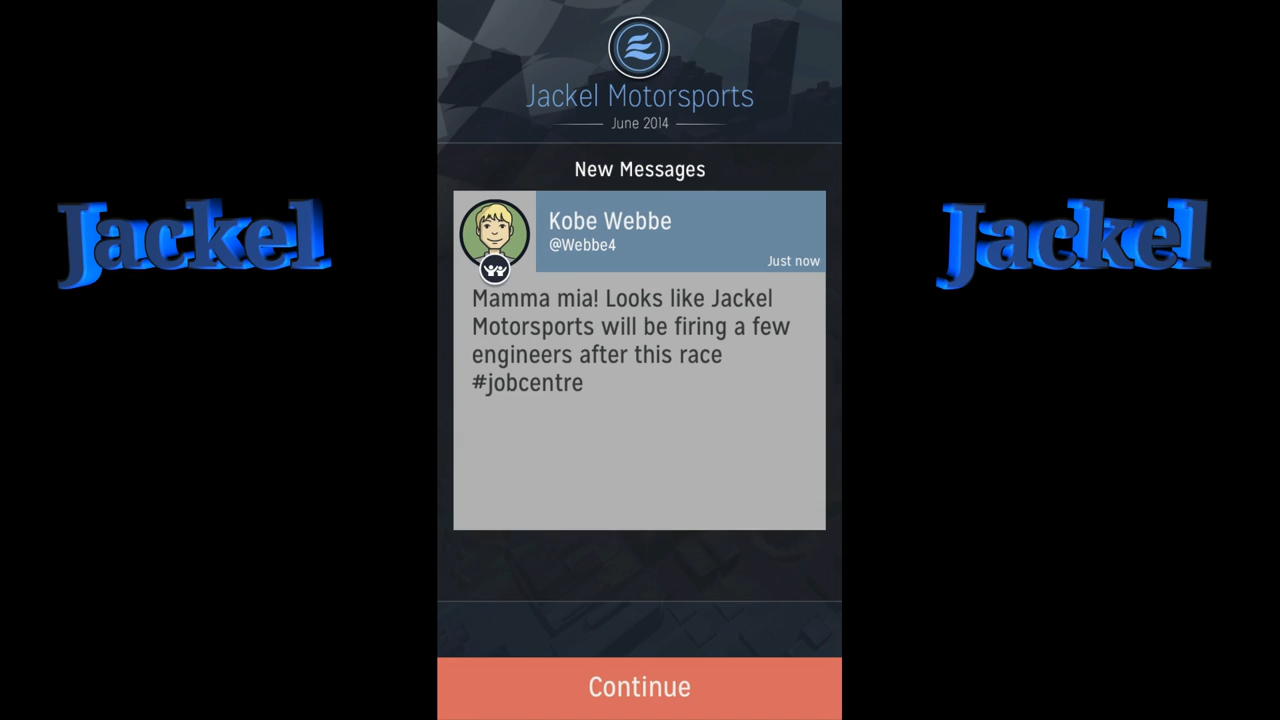 Jackel Motorsports
June 2014
New Messages
Jackel
Jackel
Kobe Webbe
@Webbe4
Just now
Mamma mia! Looks like Jackel
Motorsports will be firing a few
engineers after this race
#jobcentre
Continue